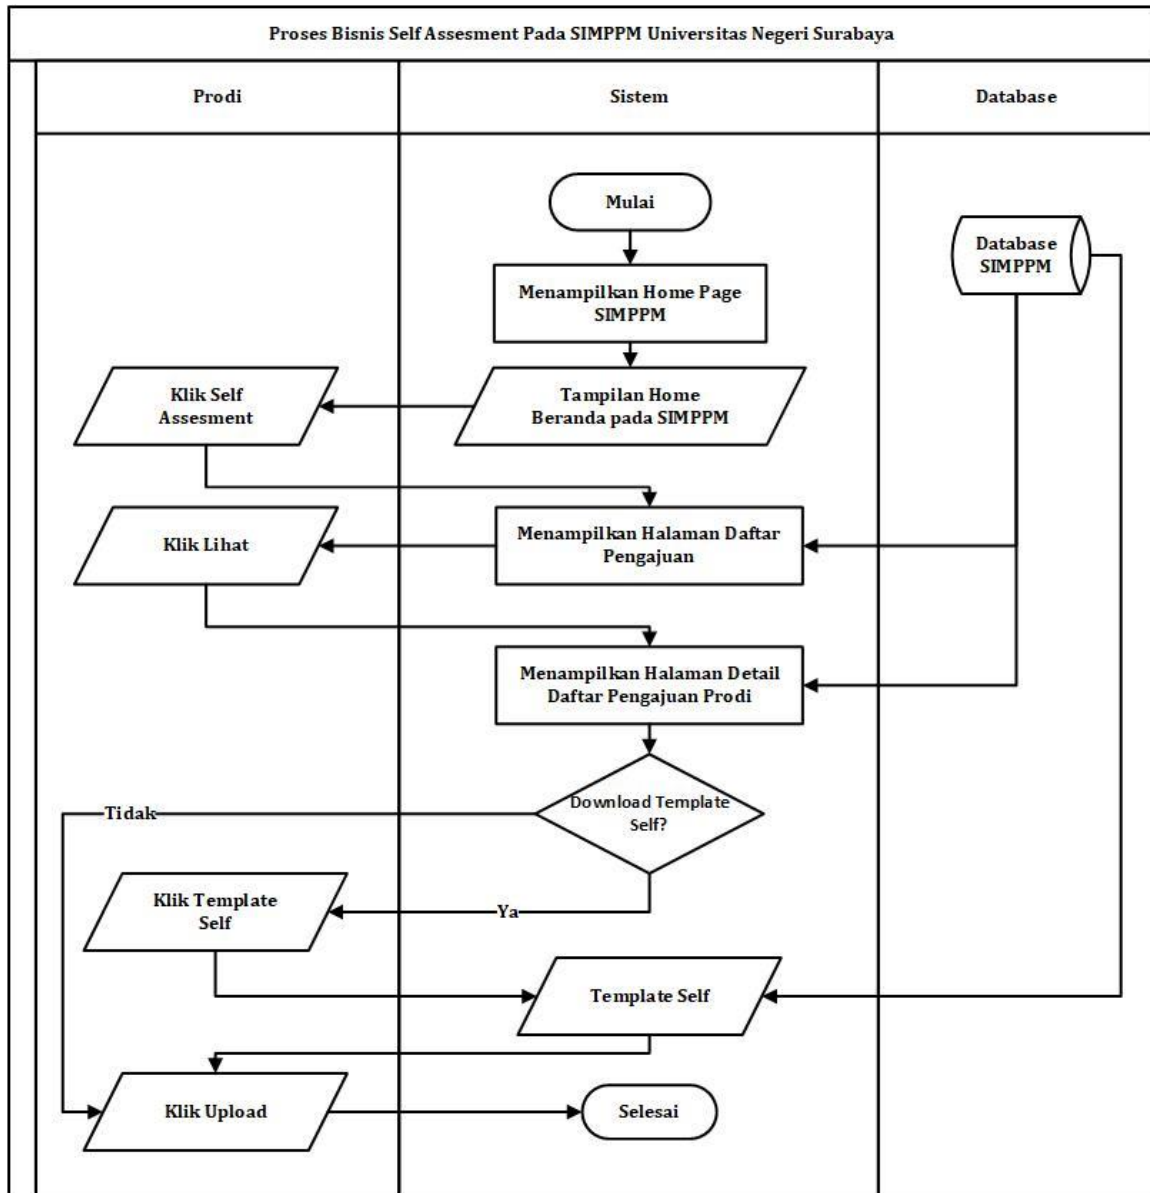 Proses Bisnis Self Assesment Pada SIMPPM Universitas Negeri Surabaya
Prodi
Sistem
Database
Mulai
Database
SIMPPM
Menampilkan Home Page
SIMPPM
Klik Self
Assesment
Tampilan Home
Beranda pada SIMPPM
Klik Lihat
Menampilkan Halaman Daftar
Pengajuan
Menampilkan Halaman Detail
Daftar Pengajuan Prodi
Download Template
Self?
Tidak
Klik Template
Self
Ya
Template Self
Klik Upload
Selesai